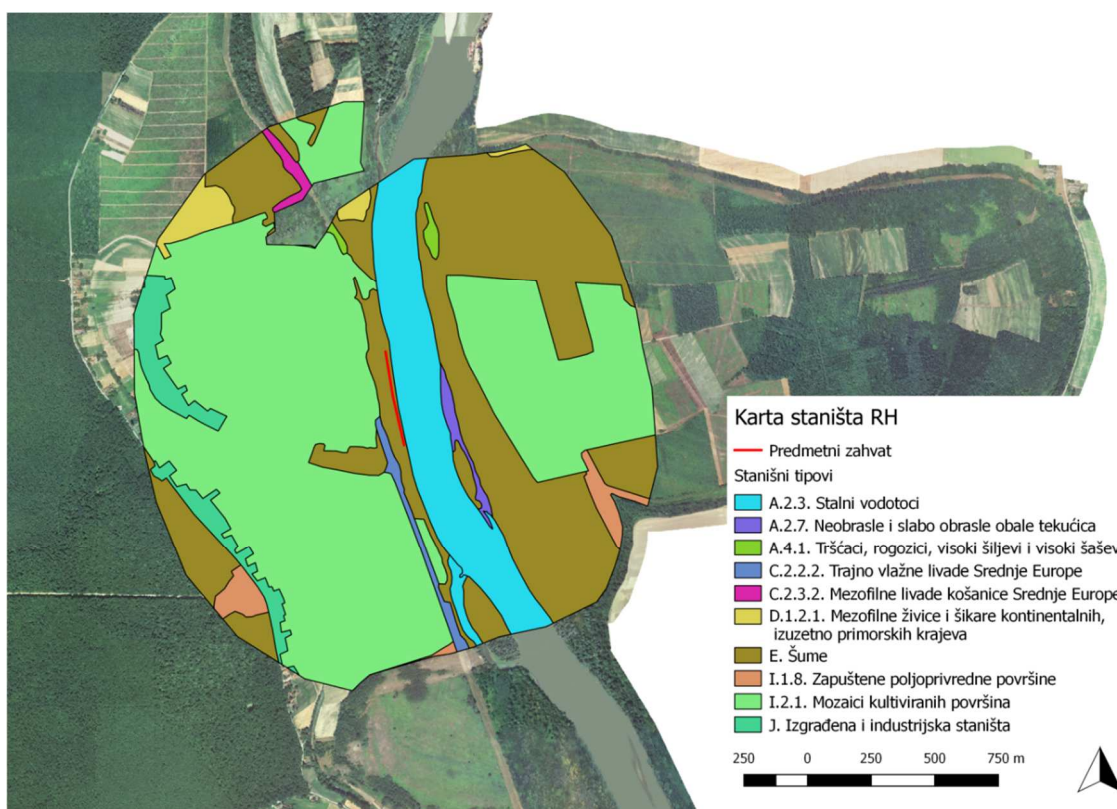 Karta staništa RH
Predmetni zahvat
Stanišni tipovi
A.2.3. Stalni vodotoci
A.2.7. Neobrasle i slabo obrasle obale tekućica
A.4.1. Tršćaci, rogozici, visoki šiljevi i visoki šaševi
C.2.2.2. Trajno vlažne livade Srednje Europe
C.2.3.2. Mezofilne livade košanice Srednje Europe
D.1.2.1. Mezofilne živice i šikare kontinentalnih,
izuzetno primorskih krajeva
E. Šume
I.1.8. Zapuštene poljoprivredne površine
I.2.1. Mozaici kultiviranih površina
J. Izgrađena i industrijska staništa
250 0 250 500 750 m